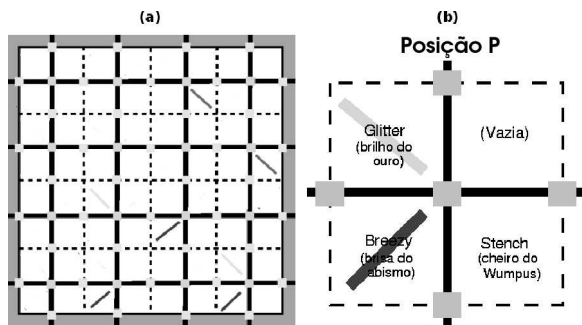 (a)
(b)
Posição P
Glitter
(brilho do
ouro)
(Vazia)
Breezy
(brisa do
abismo)
Stench
(cheiro do
Wumpus)